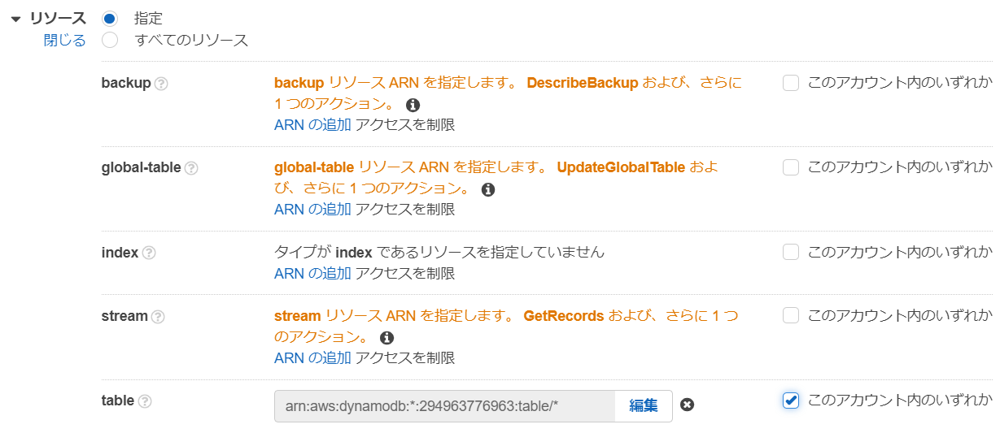 リソース 指定
閉じる すべてのリソース
backup backup リソース ARN を指定します。 DescribeBackup および、さらに このアカウント内のいずれか
1 つのアクション。
ARN の追加 アクセスを制限
global-table global-table リソース ARN を指定します。 UpdateGlobalTable およ このアカウント内のいずれか
び、さらに 1 つのアクション。
ARN の追加 アクセスを制限
index タイプが index であるリソースを指定していません このアカウント内のいずれか
ARN の追加 アクセスを制限
stream stream リソース ARN を指定します。 GetRecords および、さらに 1 つ このアカウント内のいずれか
のアクション。
ARN の追加 アクセスを制限
table arn:aws:dynamodb:*:294963776963:table/* 編集 このアカウント内のいずれか